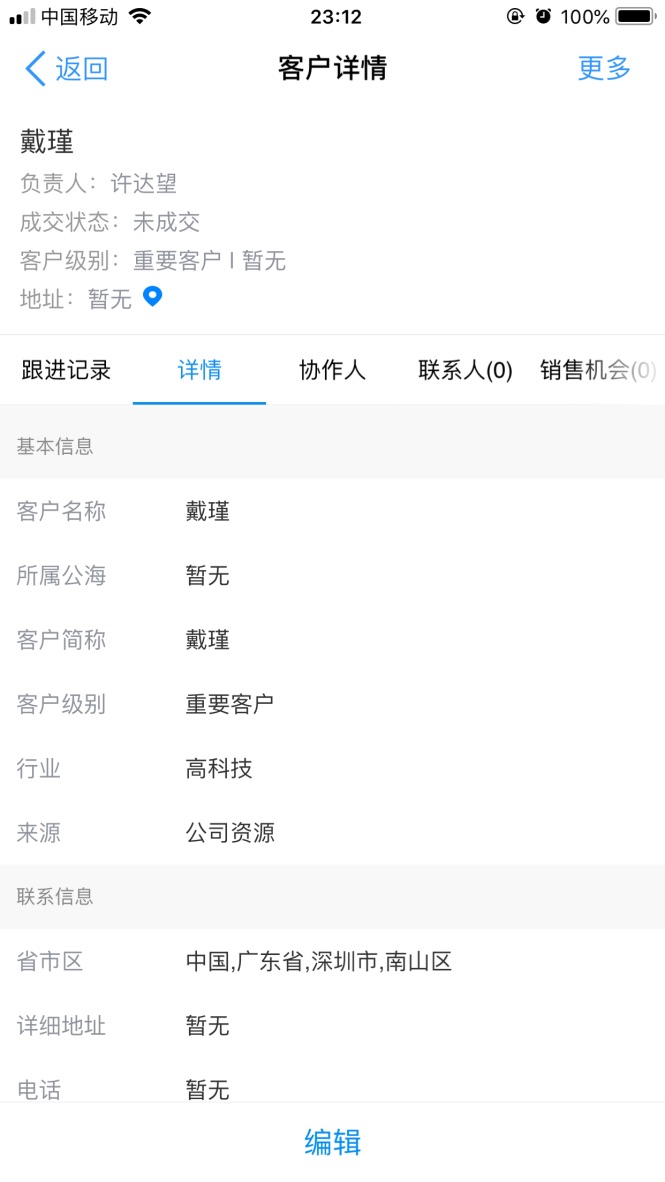 中国移动 23:12 100%
返回 客户详情 更多
戴瑾
负责人：许达望
成交状态：未成交
客户级别：重要客户 | 暂无
地址：暂无
跟进记录 详情 协作人 联系人(0) 销售机会(0)
基本信息
客户名称 戴瑾
所属公海 暂无
客户简称 戴瑾
客户级别 重要客户
行业 高科技
来源 公司资源
联系信息
省市区 中国,广东省,深圳市,南山区
详细地址 暂无
电话 暂无
编辑